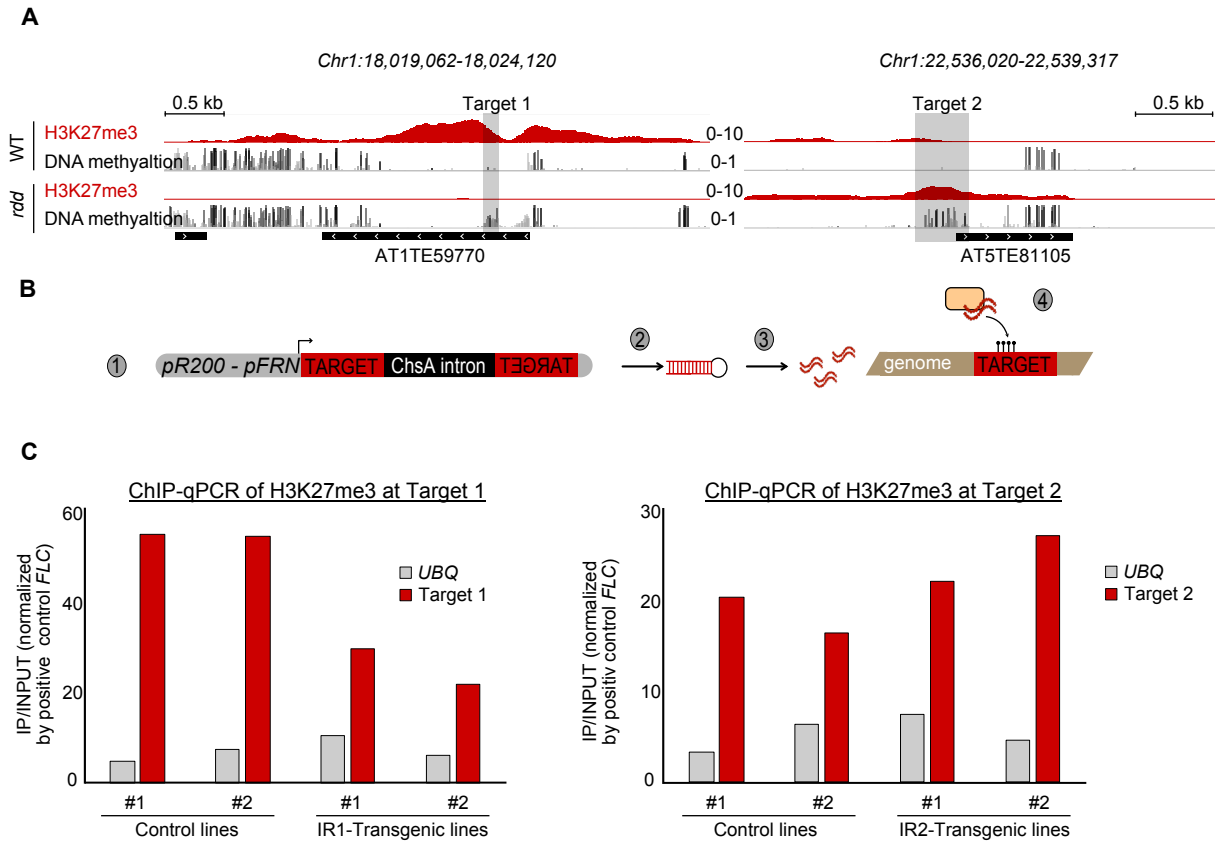 A
Chr1:18,019,062-18,024,120
Chr1:22,536,020-22,539,317
0.5 kb
Target 1
Target 2
0.5 kb
WT
H3K27me3
0-10
DNA methyaltion
0-1
rdd
H3K27me3
0-10
DNA methyaltion
0-1
AT1TE59770
AT5TE81105
B
1
pR200 - pFRN
TARGET
ChsA intron
TARGET
2
3
4
genome
TARGET
C
ChIP-qPCR of H3K27me3 at Target 1
IP/INPUT (normalized
by positive control FLC)
60
40
20
0
UBQ
Target 1
#1
#2
#1
#2
Control lines
IR1-Transgenic lines
ChIP-qPCR of H3K27me3 at Target 2
IP/INPUT (normalized
by positiv control FLC)
30
20
10
0
UBQ
Target 2
#1
#2
#1
#2
Control lines
IR2-Transgenic lines